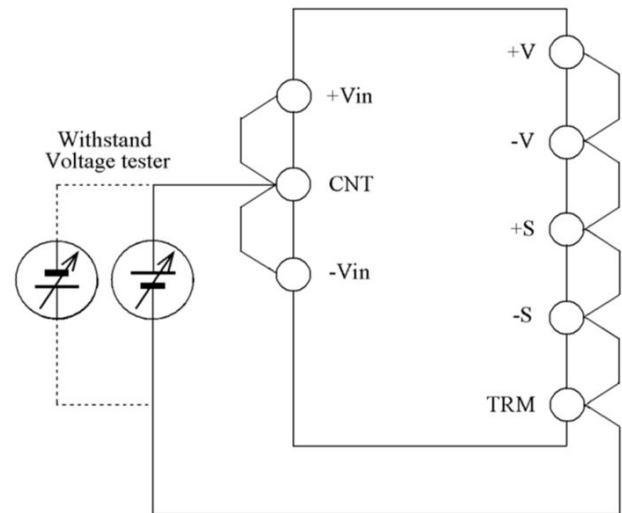 +V
+Vin
Withstand
Voltage tester
-V
CNT
+S
-Vin
-S
TRM